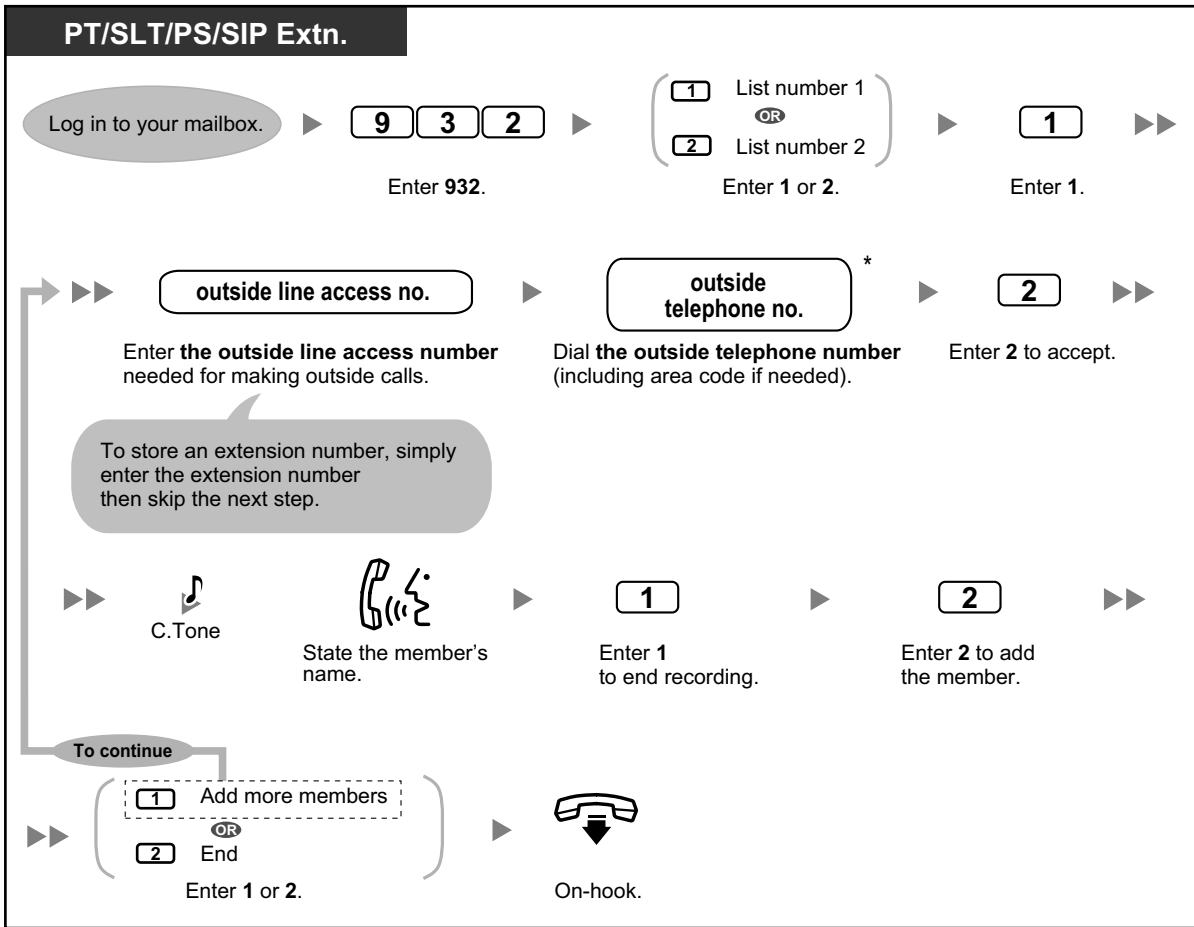 PT/SLT/PS/SIP Extn.
Log in to your mailbox.
9 3 2
Enter 932.
1 List number 1
OR
2 List number 2
Enter 1 or 2.
1
Enter 1.
outside line access no.
Enter the outside line access number
needed for making outside calls.
To store an extension number, simply
enter the extension number
then skip the next step.
outside
telephone no.
*
Dial the outside telephone number
(including area code if needed).
2
Enter 2 to accept.
C.Tone
State the member's
name.
1
Enter 1
to end recording.
2
Enter 2 to add
the member.
To continue
1 Add more members
OR
2 End
Enter 1 or 2.
On-hook.